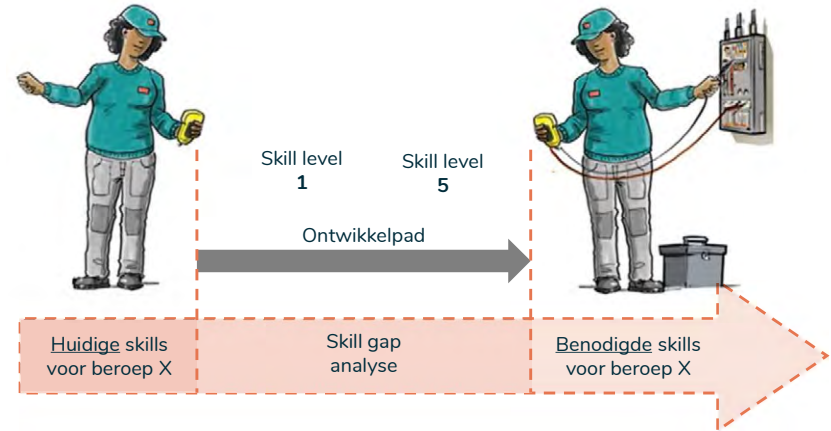 Skill level
1
Skill level
5
Ontwikkelpad
Huidige skills
voor beroep X
Skill gap
analyse
Benodigde skills
voor beroep X